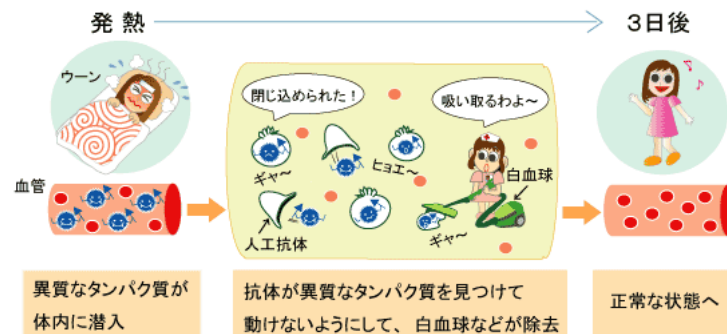 発熱
3日後
ウーン
閉じ込められた！
吸い取るわよ～
ギャ～
ヒョエ～
白血球
血管
人工抗体
ギャ～
異質なタンパク質が
体内に潜入
抗体が異質なタンパク質を見つけて
動けないようにして、白血球などが除去
正常な状態へ